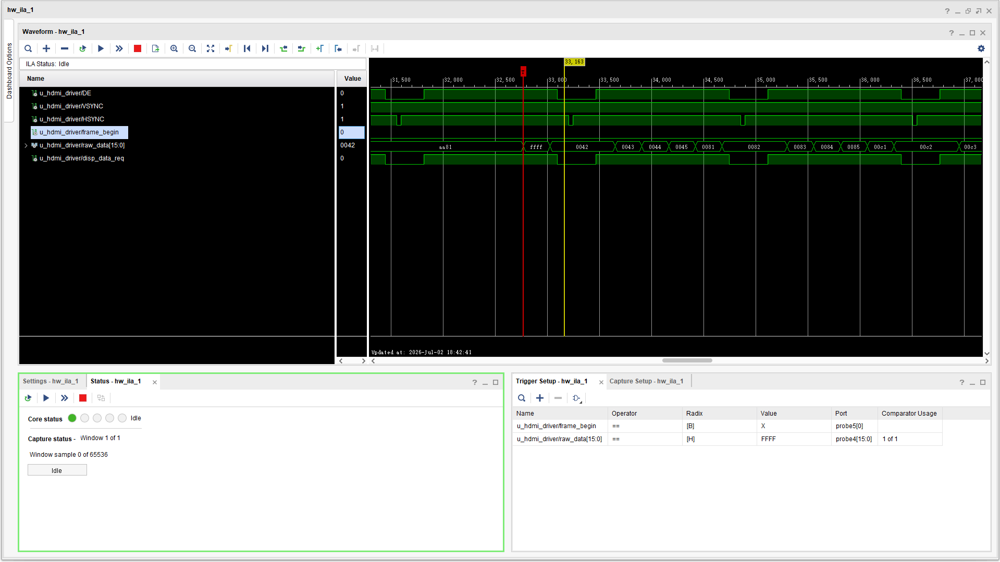 hw_ila_1
Dashboard Options
Waveform - hw_ila_1
ILA Status: Idle
Name
Value
u_hdmi_driver/DE
0
u_hdmi_driver/VSYNC
1
u_hdmi_driver/HSYNC
1
u_hdmi_driver/frame_begin
0
u_hdmi_driver/raw_data[15:0]
0042
u_hdmi_driver/disp_data_req
0
33,163
T
31,500 32,000 32,500 33,000 33,500 34,000 34,500 35,000 35,500 36,000 36,500 37,000
aa81 ffff 0042 0043 0044 0045 0081 0082 0083 0084 0085 00c1 00c2 00c3
Updated at: 2026-Jul-02 18:42:41
Settings - hw_ila_1
Status - hw_ila_1
Core status Idle
Capture status - Window 1 of 1
Window sample 0 of 65536
Idle
Trigger Setup - hw_ila_1
Capture Setup - hw_ila_1
Name Operator Radix Value Port Comparator Usage
u_hdmi_driver/frame_begin == [B] X probe5[0]
u_hdmi_driver/raw_data[15:0] == [H] FFFF probe4[15:0] 1 of 1